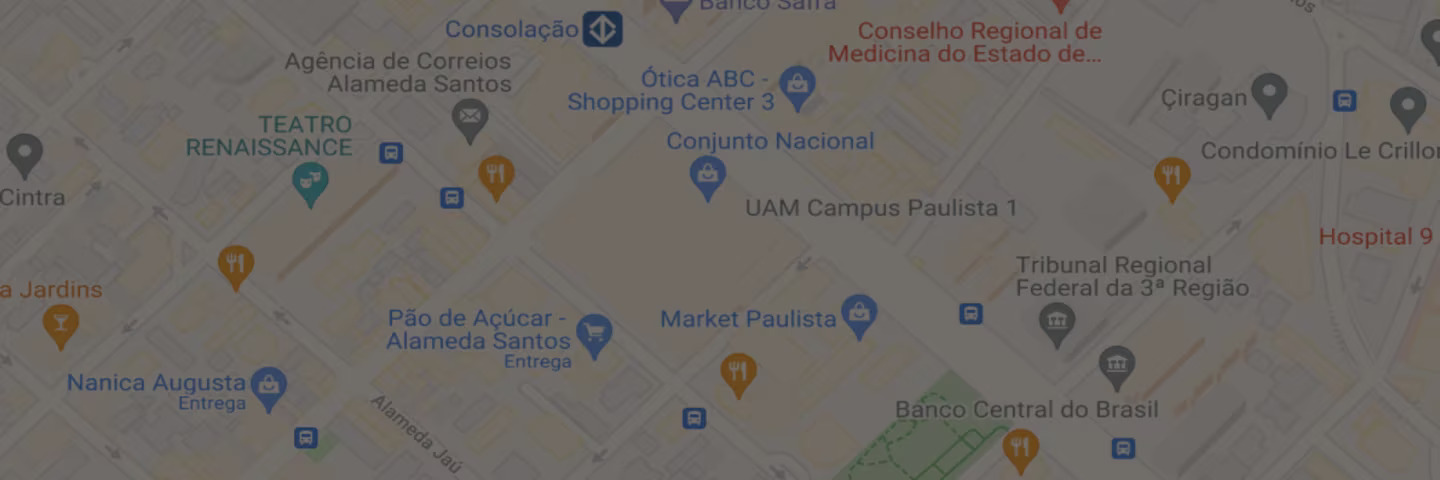 Banco Safra
Consolação
Conselho Regional de
Medicina do Estado de...
Agência de Correios
Alameda Santos
Ótica ABC -
Shopping Center 3
Çiragan
TEATRO
RENAISSANCE
Conjunto Nacional
Condomínio Le Crillon
Cintra
UAM Campus Paulista 1
Hospital 9
Tribunal Regional
Federal da 3ª Região
a Jardins
Pão de Açúcar -
Alameda Santos
Entrega
Market Paulista
Nanica Augusta
Entrega
Alameda Jaú
Banco Central do Brasil